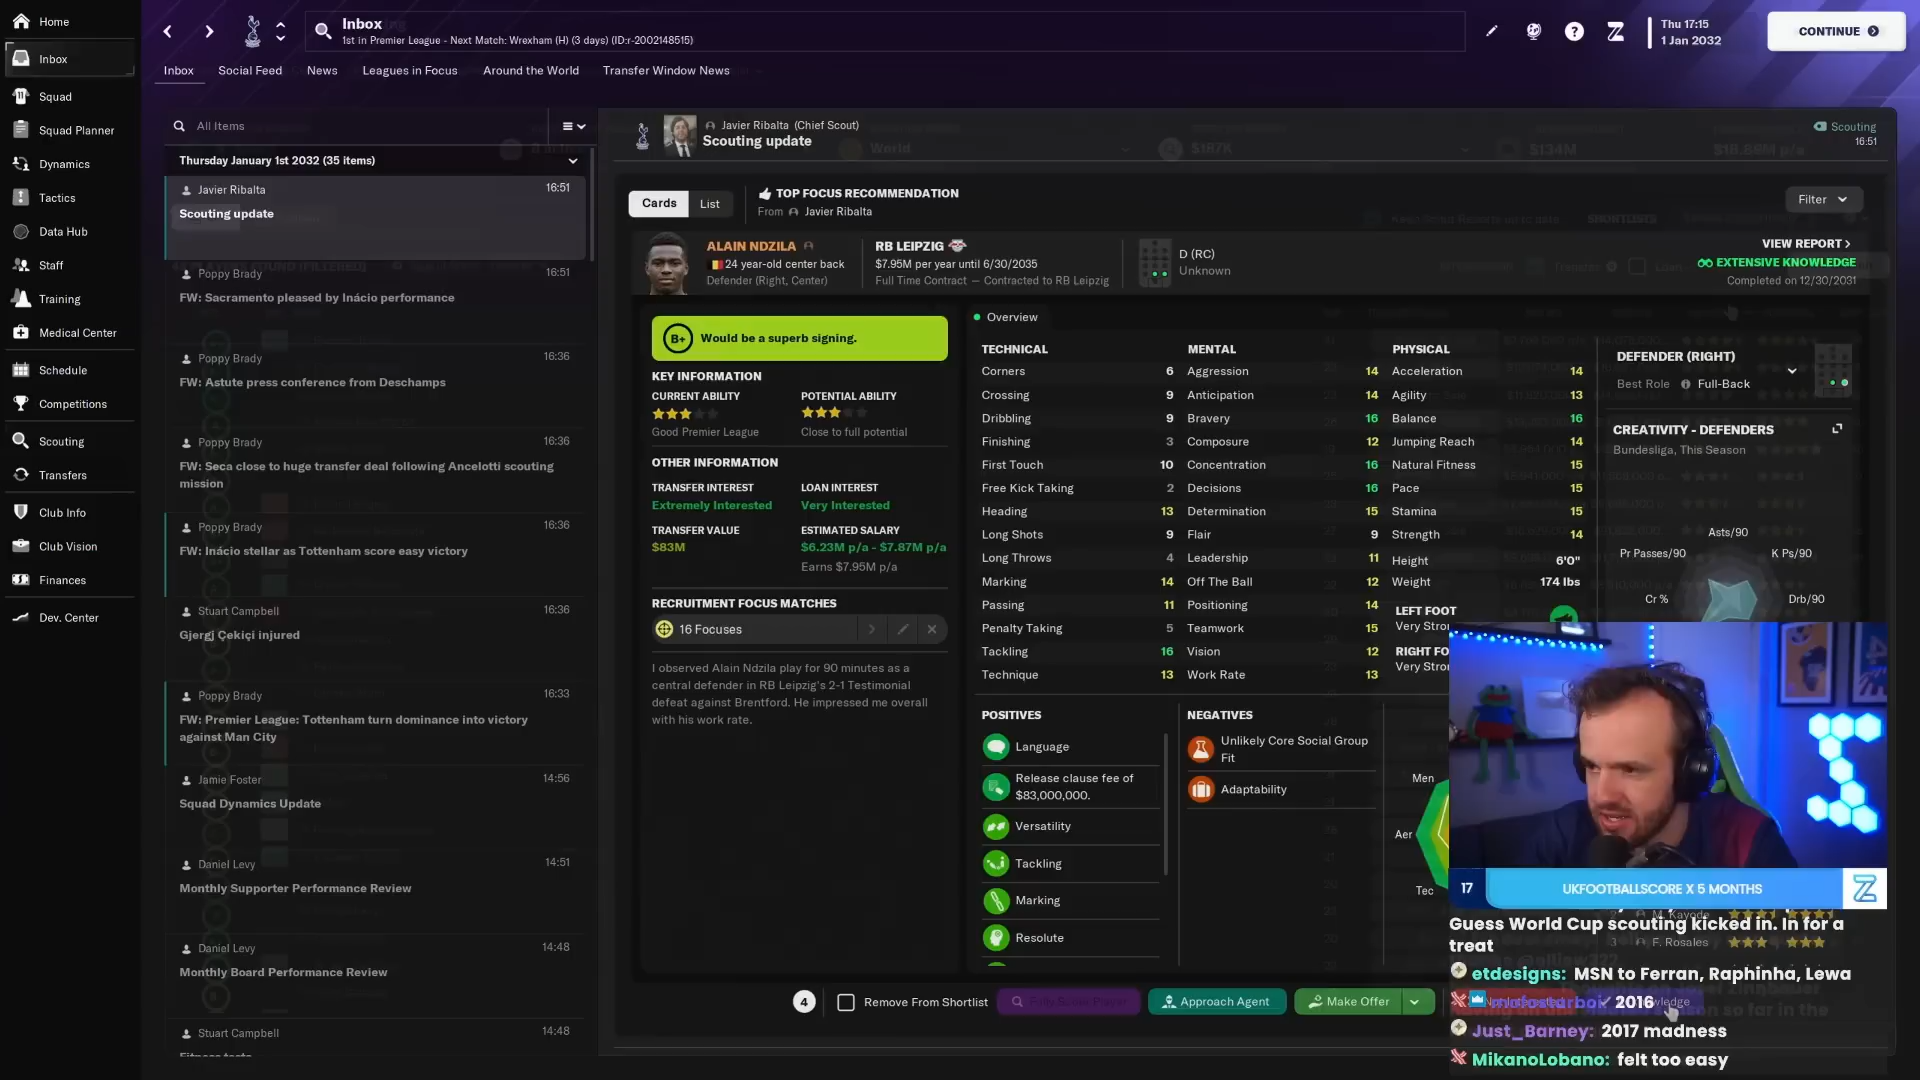 Home
Inbox
Squad
Squad Planner
Dynamics
Tactics
Data Hub
Staff
Training
Medical Center
Schedule
Competitions
Scouting
Transfers
Club Info
Club Vision
Finances
Dev. Center
Inbox
1st in Premier League - Next Match: Wrexham (H) (3 days) (ID:r-2002148515)
Thu 17:15
1 Jan 2032
CONTINUE
Inbox
Social Feed
News
Leagues in Focus
Around the World
Transfer Window News
All Items
Thursday January 1st 2032 (35 items)
Javier Ribalta 16:51
Scouting update
Poppy Brady 16:51
FW: Sacramento pleased by Inácio performance
Poppy Brady 16:36
FW: Astute press conference from Deschamps
Poppy Brady 16:36
FW: Seca close to huge transfer deal following Ancelotti scouting
mission
Poppy Brady 16:36
FW: Inácio stellar as Tottenham score easy victory
Stuart Campbell 16:36
Gjergj Çekiçi injured
Poppy Brady 16:33
FW: Premier League: Tottenham turn dominance into victory
against Man City
Jamie Foster 14:56
Squad Dynamics Update
Daniel Levy 14:51
Monthly Supporter Performance Review
Daniel Levy 14:48
Monthly Board Performance Review
Stuart Campbell 14:48
Fitness tests
Javier Ribalta (Chief Scout)
Scouting update
Scouting
16:51
Cards
List
TOP FOCUS RECOMMENDATION
From Javier Ribalta
Filter
ALAIN NDZILA
24 year-old center back
Defender (Right, Center)
RB LEIPZIG
$7.95M per year until 6/30/2035
Full Time Contract – Contracted to RB Leipzig
D (RC)
Unknown
VIEW REPORT >
EXTENSIVE KNOWLEDGE
Completed on 12/30/2031
B+ Would be a superb signing.
KEY INFORMATION
CURRENT ABILITY
Good Premier League
POTENTIAL ABILITY
Close to full potential
OTHER INFORMATION
TRANSFER INTEREST
Extremely Interested
LOAN INTEREST
Very Interested
TRANSFER VALUE
$83M
ESTIMATED SALARY
$6.23M p/a - $7.87M p/a
Earns $7.95M p/a
RECRUITMENT FOCUS MATCHES
16 Focuses
I observed Alain Ndzila play for 90 minutes as a
central defender in RB Leipzig's 2-1 Testimonial
defeat against Brentford. He impressed me overall
with his work rate.
Overview
TECHNICAL
Corners 6
Crossing 9
Dribbling 9
Finishing 3
First Touch 10
Free Kick Taking 2
Heading 13
Long Shots 9
Long Throws 4
Marking 14
Passing 11
Penalty Taking 5
Tackling 16
Technique 13
MENTAL
Aggression 14
Anticipation 14
Bravery 16
Composure 12
Concentration 16
Decisions 16
Determination 15
Flair 9
Leadership 11
Off The Ball 12
Positioning 14
Teamwork 15
Vision 12
Work Rate 13
PHYSICAL
Acceleration 14
Agility 13
Balance 16
Jumping Reach 14
Natural Fitness 15
Pace 15
Stamina 15
Strength 14
Height 6'0"
Weight 174 lbs
LEFT FOOT
Very Stro
RIGHT FO
Very Stro
DEFENDER (RIGHT)
Best Role Full-Back
CREATIVITY - DEFENDERS
Bundesliga, This Season
Asts/90
Pr Passes/90
K Ps/90
Cr %
Drb/90
POSITIVES
Language
Release clause fee of
$83,000,000.
Versatility
Tackling
Marking
Resolute
NEGATIVES
Unlikely Core Social Group
Fit
Adaptability
Men
Aer
Tec
4
Remove From Shortlist
Fully Scout Player
Approach Agent
Make Offer
17
UKFOOTBALLSCORE X 5 MONTHS
M. Kayode
Guess World Cup scouting kicked in. In for a
treat
3 F. Rosales
etdesigns: MSN to Ferran, Raphinha, Lewa
2016
Just_Barney: 2017 madness
MikanoLobano: felt too easy